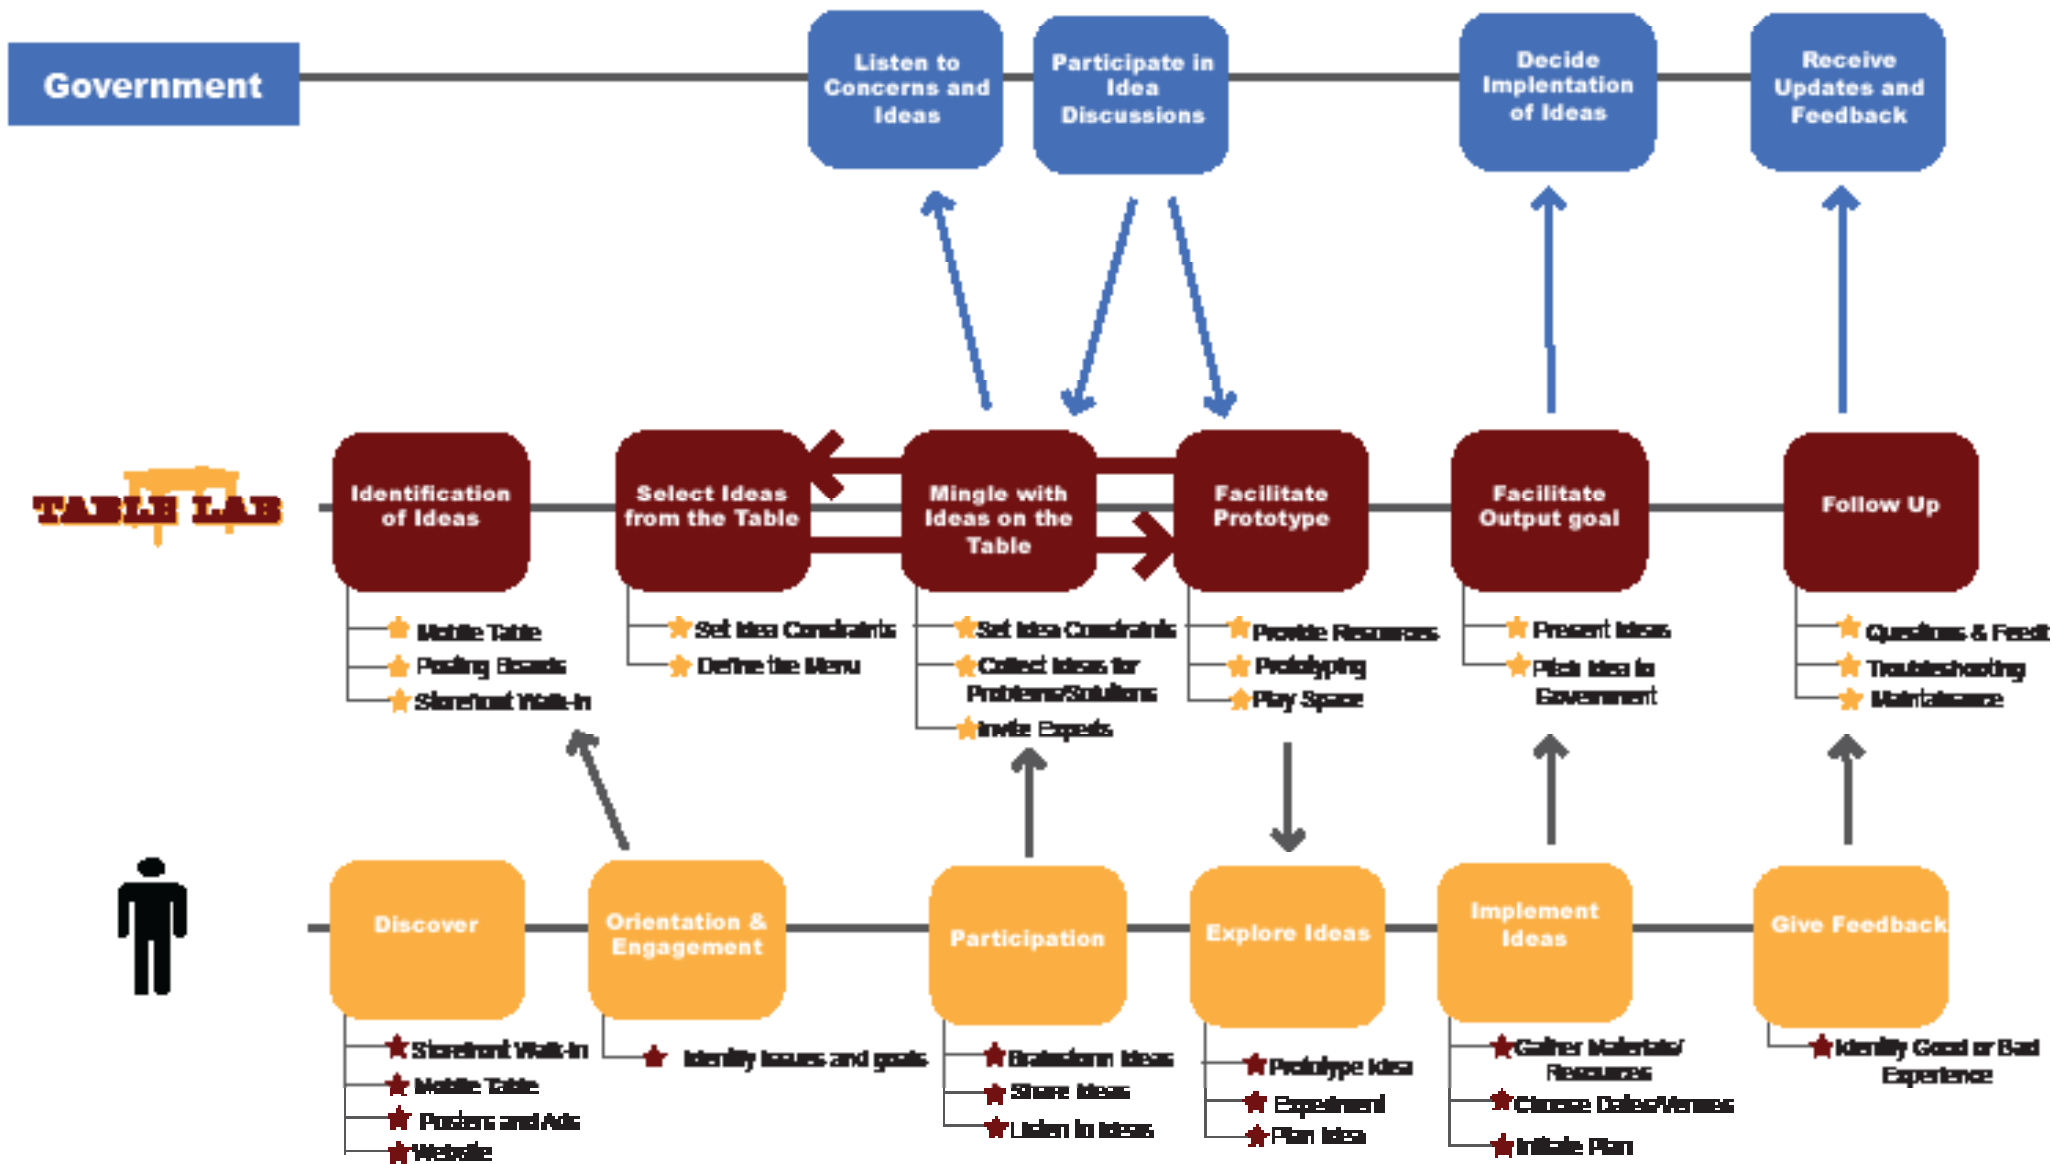 Government
Listen to
Concerns and
Ideas
Participate in
Idea
Discussions
Decide
Implentation
of Ideas
Receive
Updates and
Feedback
TABLE LAB
Identification
of Ideas
Select Ideas
from the Table
Mingle with
Ideas on the
Table
Facilitate
Prototype
Facilitate
Output goal
Follow Up
Mobile Table
Posting Boards
Storefront Walk-In
Set Idea Constraints
Define the Menu
Set Idea Constraints
Collect Ideas for
Problems/Solutions
Invite Experts
Provide Resources
Prototyping
Play Space
Present Ideas
Pitch Idea to
Government
Questions & Feedb
Troubleshooting
Maintainance
Discover
Orientation &
Engagement
Participation
Explore Ideas
Implement
Ideas
Give Feedback
Storefront Walk-In
Mobile Table
Posters and Ads
Website
Identify Issues and goals
Brainstorm Ideas
Share Ideas
Listen to Ideas
Prototype Idea
Experiment
Plan Idea
Gather Materials/
Resources
Choose Dates/Venues
Initiate Plan
Identify Good or Bad
Experience